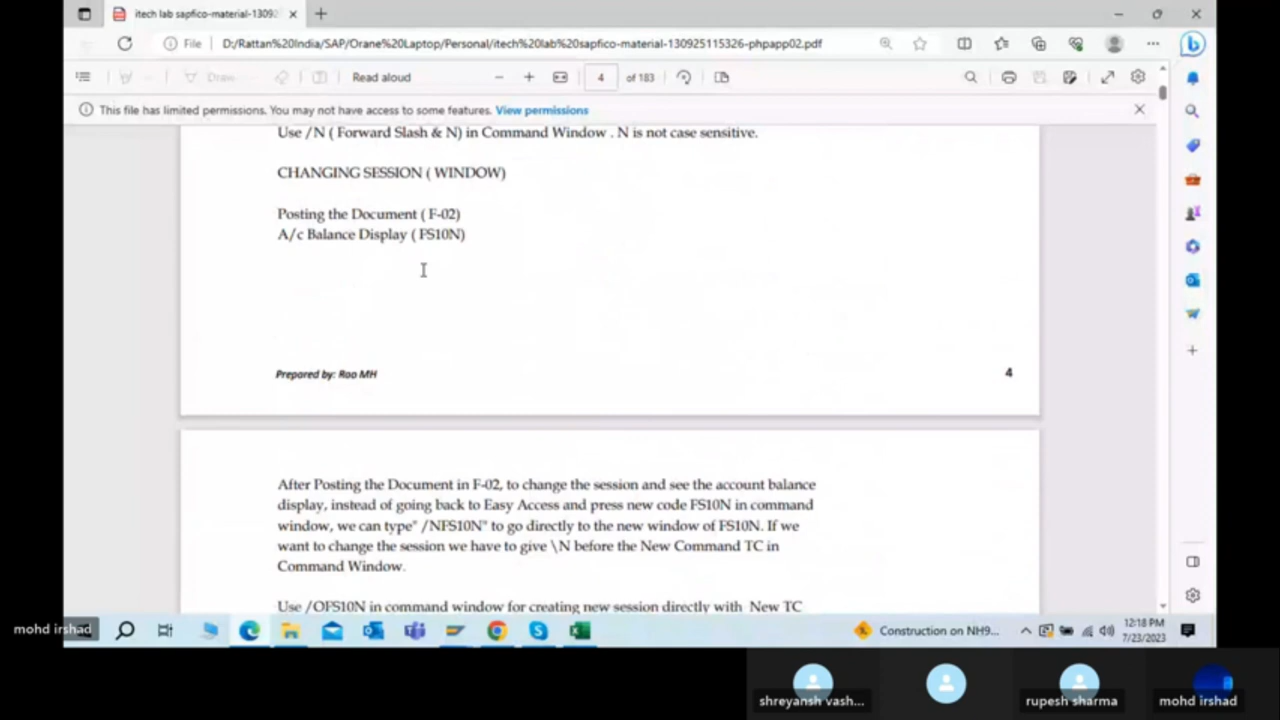 itech lab sapfico-material-1309
File
D:/Rattan%20India/SAP/Orane%20Laptop/Personal/itech%20lab%20sapfico-material-130925115326-phpapp02.pdf
Draw
Read aloud
4
of 183
This file has limited permissions. You may not have access to some features. View permissions
Use /N ( Forward Slash & N) in Command Window . N is not case sensitive.
CHANGING SESSION ( WINDOW)
Posting the Document ( F-02)
A/c Balance Display ( FS10N)
Prepared by: Rao MH
4
After Posting the Document in F-02, to change the session and see the account balance
display, instead of going back to Easy Access and press new code FS10N in command
window, we can type" /NFS10N" to go directly to the new window of FS10N. If we
want to change the session we have to give \N before the New Command TC in
Command Window.
Use /OFS10N in command window for creating new session directly with New TC
mohd irshad
Construction on NH9...
12:18 PM
7/23/2023
shreyansh vash...
rupesh sharma
mohd irshad